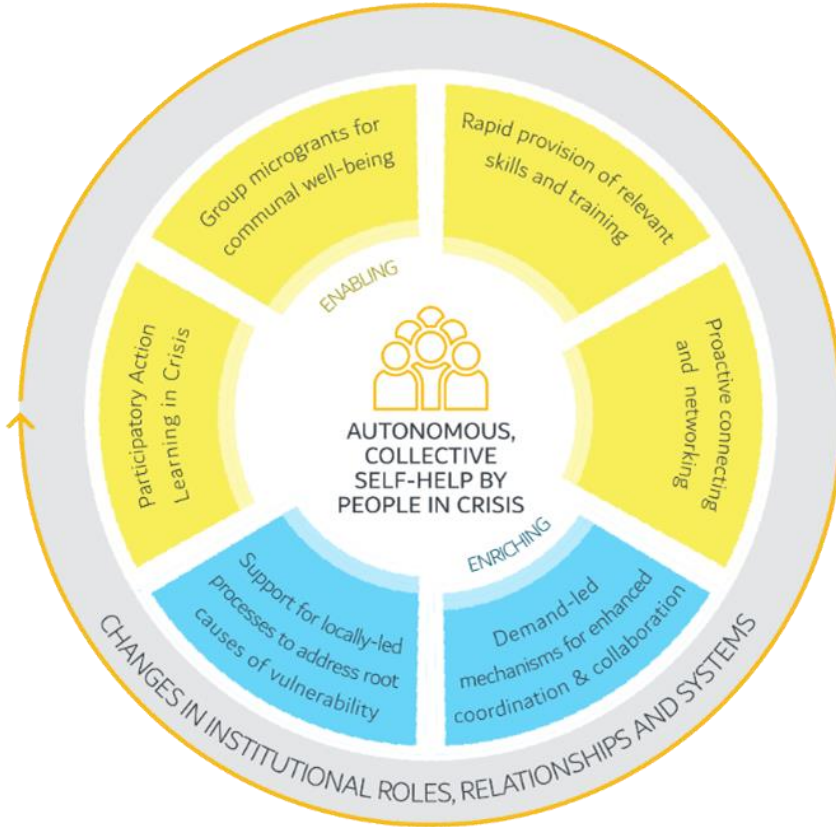 Group microgrants for
communal well-being
Rapid provision of relevant
skills and training
Proactive connecting
and networking
Demand-led
mechanisms for enhanced
coordination & collaboration
Support for locally-led
processes to address root
causes of vulnerability
Participatory Action
Learning in Crisis
ENABLING
AUTONOMOUS,
COLLECTIVE
SELF-HELP BY
PEOPLE IN CRISIS
ENRICHING
CHANGES IN INSTITUTIONAL ROLES, RELATIONSHIPS AND SYSTEMS